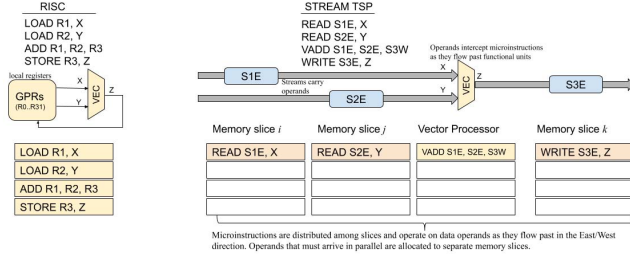 RISC
LOAD R1, X
LOAD R2, Y
ADD R1, R2, R3
STORE R3, Z
local registers
GPRs
(R0..R31)
X
Y
VEC
Z
LOAD R1, X
LOAD R2, Y
ADD R1, R2, R3
STORE R3, Z
STREAM TSP
READ S1E, X
READ S2E, Y
VADD S1E, S2E, S3W
WRITE S3E, Z
Operands intercept microinstructions
as they flow past functional units
S1E
Streams carry
operands
S2E
X
Y
VEC
Z
S3E
Memory slice i
Memory slice j
Vector Processor
Memory slice k
READ S1E, X
READ S2E, Y
VADD S1E, S2E, S3W
WRITE S3E, Z
Microinstructions are distributed among slices and operate on data operands as they flow past in the East/West
direction. Operands that must arrive in parallel are allocated to separate memory slices.